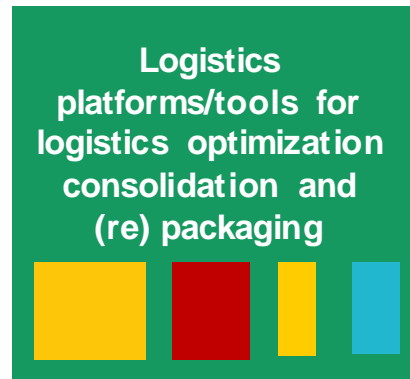 Logistics
platforms/tools for
logistics optimization
consolidation and
(re) packaging